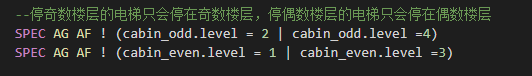 --停奇数楼层的电梯只会停在奇数楼层，停偶数楼层的电梯只会停在偶数楼层
SPEC AG AF ! (cabin_odd.level = 2 | cabin_odd.level =4)
SPEC AG AF ! (cabin_even.level = 1 | cabin_even.level =3)